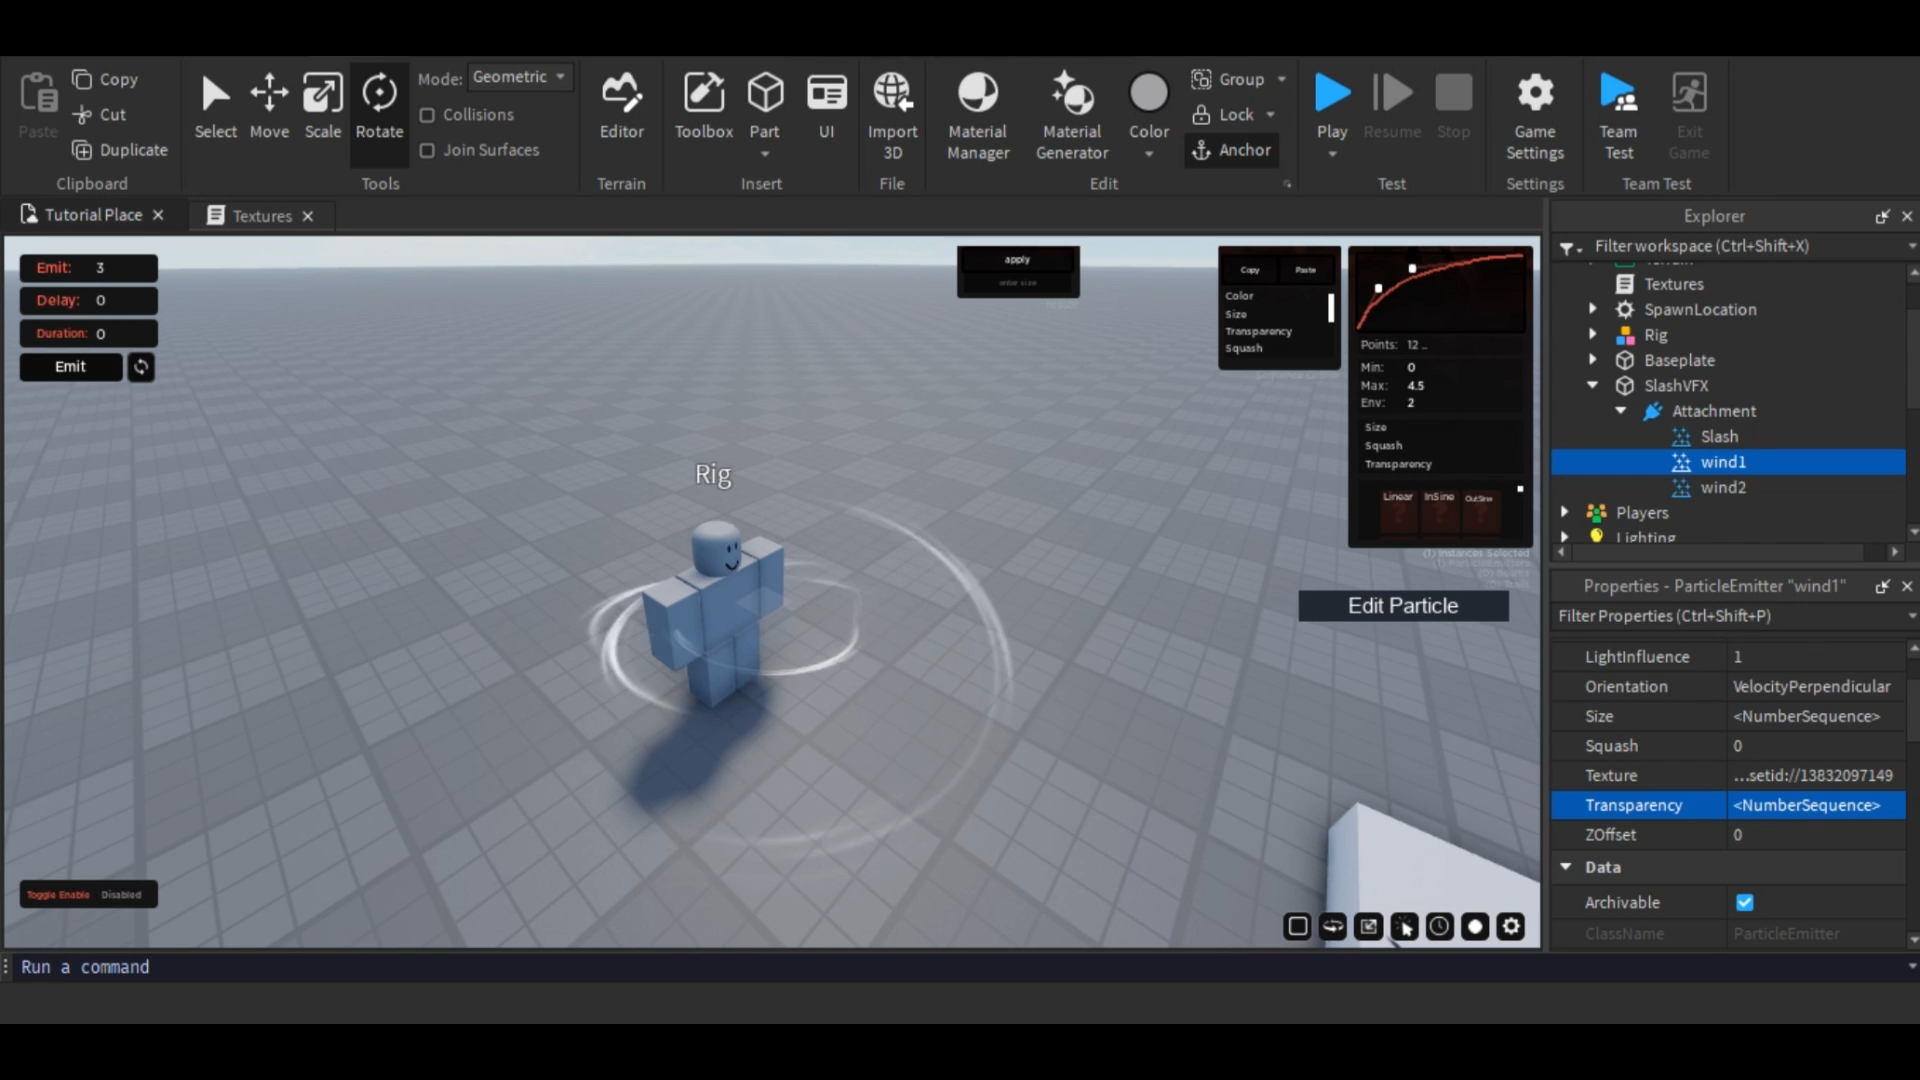 Paste
Copy
Cut
Duplicate
Clipboard
Select
Move
Scale
Rotate
Mode: Geometric
Collisions
Join Surfaces
Tools
Editor
Terrain
Toolbox
Part
UI
Insert
Import
3D
File
Material
Manager
Material
Generator
Color
Group
Lock
Anchor
Edit
Play
Resume
Stop
Test
Game
Settings
Settings
Team
Test
Exit
Game
Team Test
Tutorial Place
Textures
Emit: 3
Delay: 0
Duration: 0
Emit
Toggle Enable Disabled
apply
enter size
Copy Paste
Color
Size
Transparency
Squash
Points: 12 ..
Min: 0
Max: 4.5
Env: 2
Size
Squash
Transparency
Linear InSine OutSine
(1) Instances Selected
Edit Particle
Rig
Explorer
Filter workspace (Ctrl+Shift+X)
Textures
SpawnLocation
Rig
Baseplate
SlashVFX
Attachment
Slash
wind1
wind2
Players
Lighting
Properties - ParticleEmitter "wind1"
Filter Properties (Ctrl+Shift+P)
LightInfluence 1
Orientation VelocityPerpendicular
Size <NumberSequence>
Squash 0
Texture ...setid://13832097149
Transparency <NumberSequence>
ZOffset 0
Data
Archivable
ClassName ParticleEmitter
Run a command